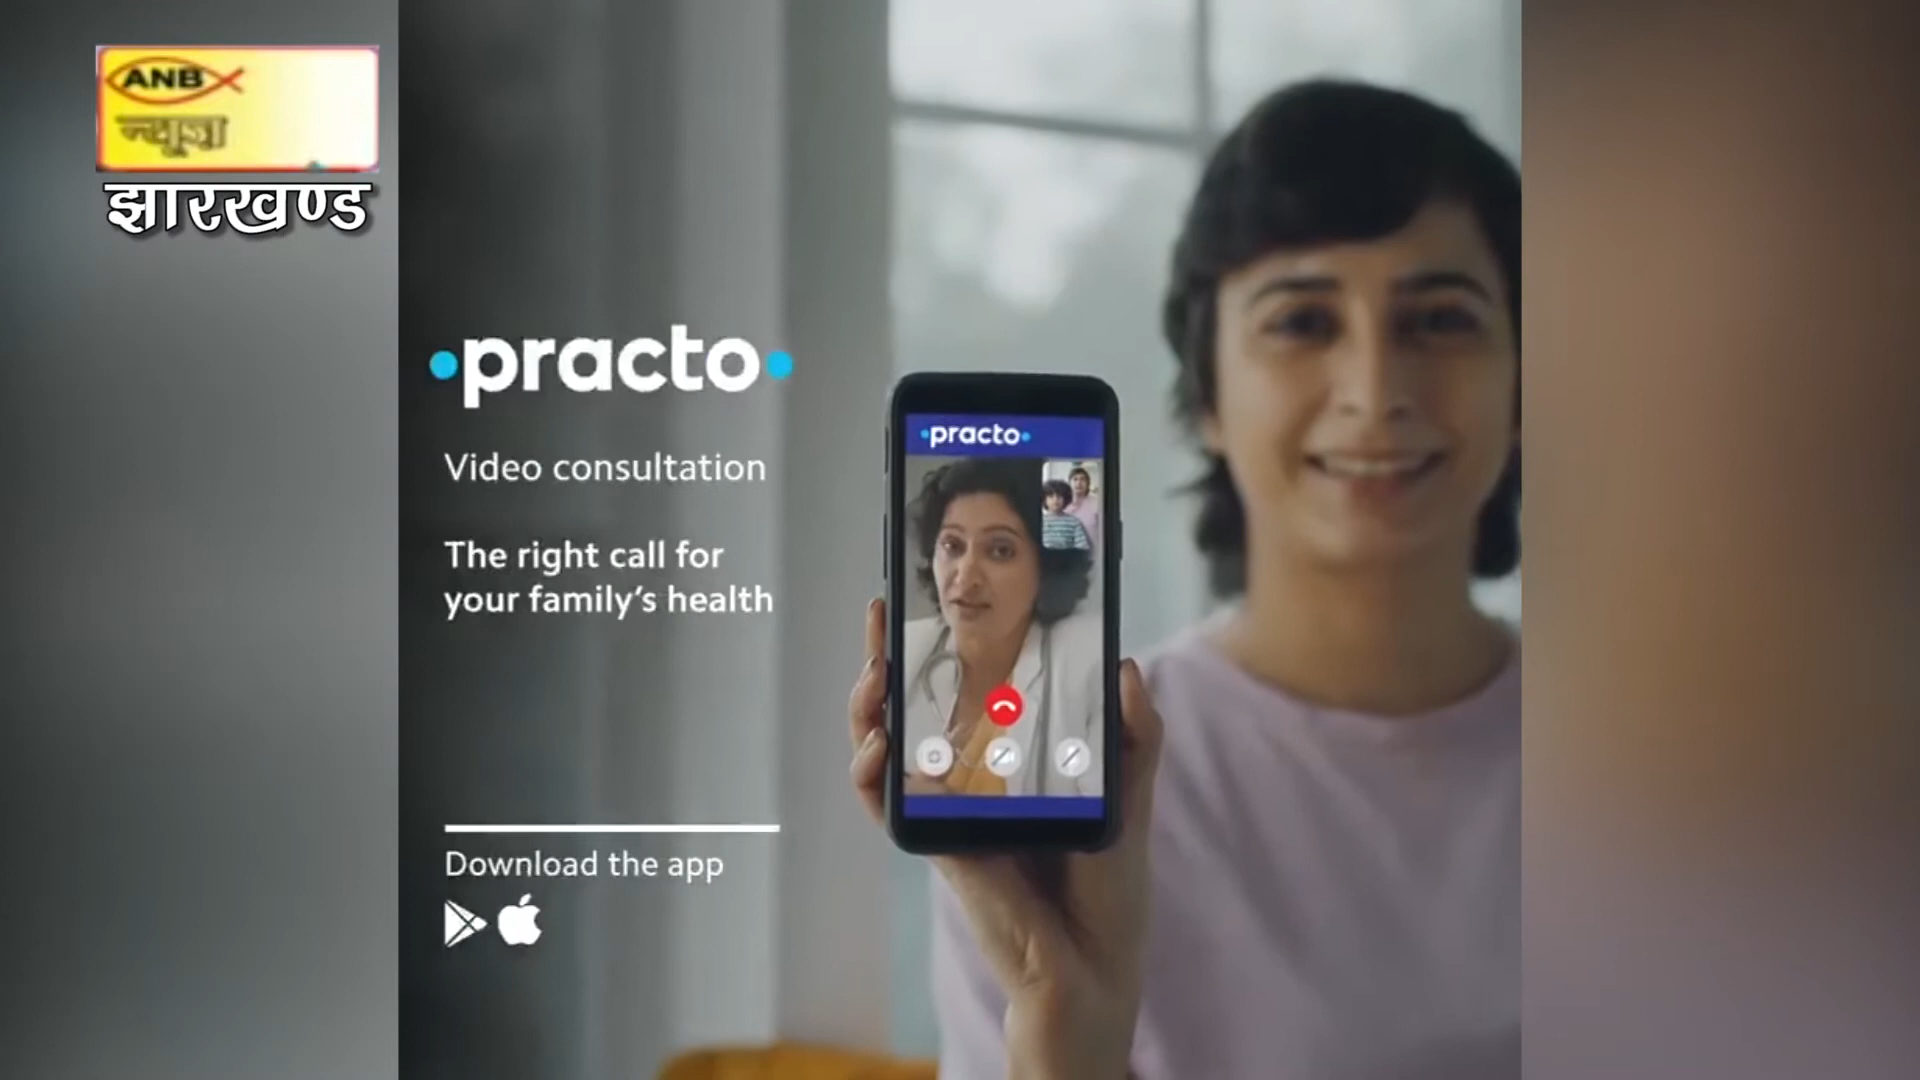 ANB
न्यूज़
झारखण्ड
practo
Video consultation
The right call for
your family's health
practo
Download the app